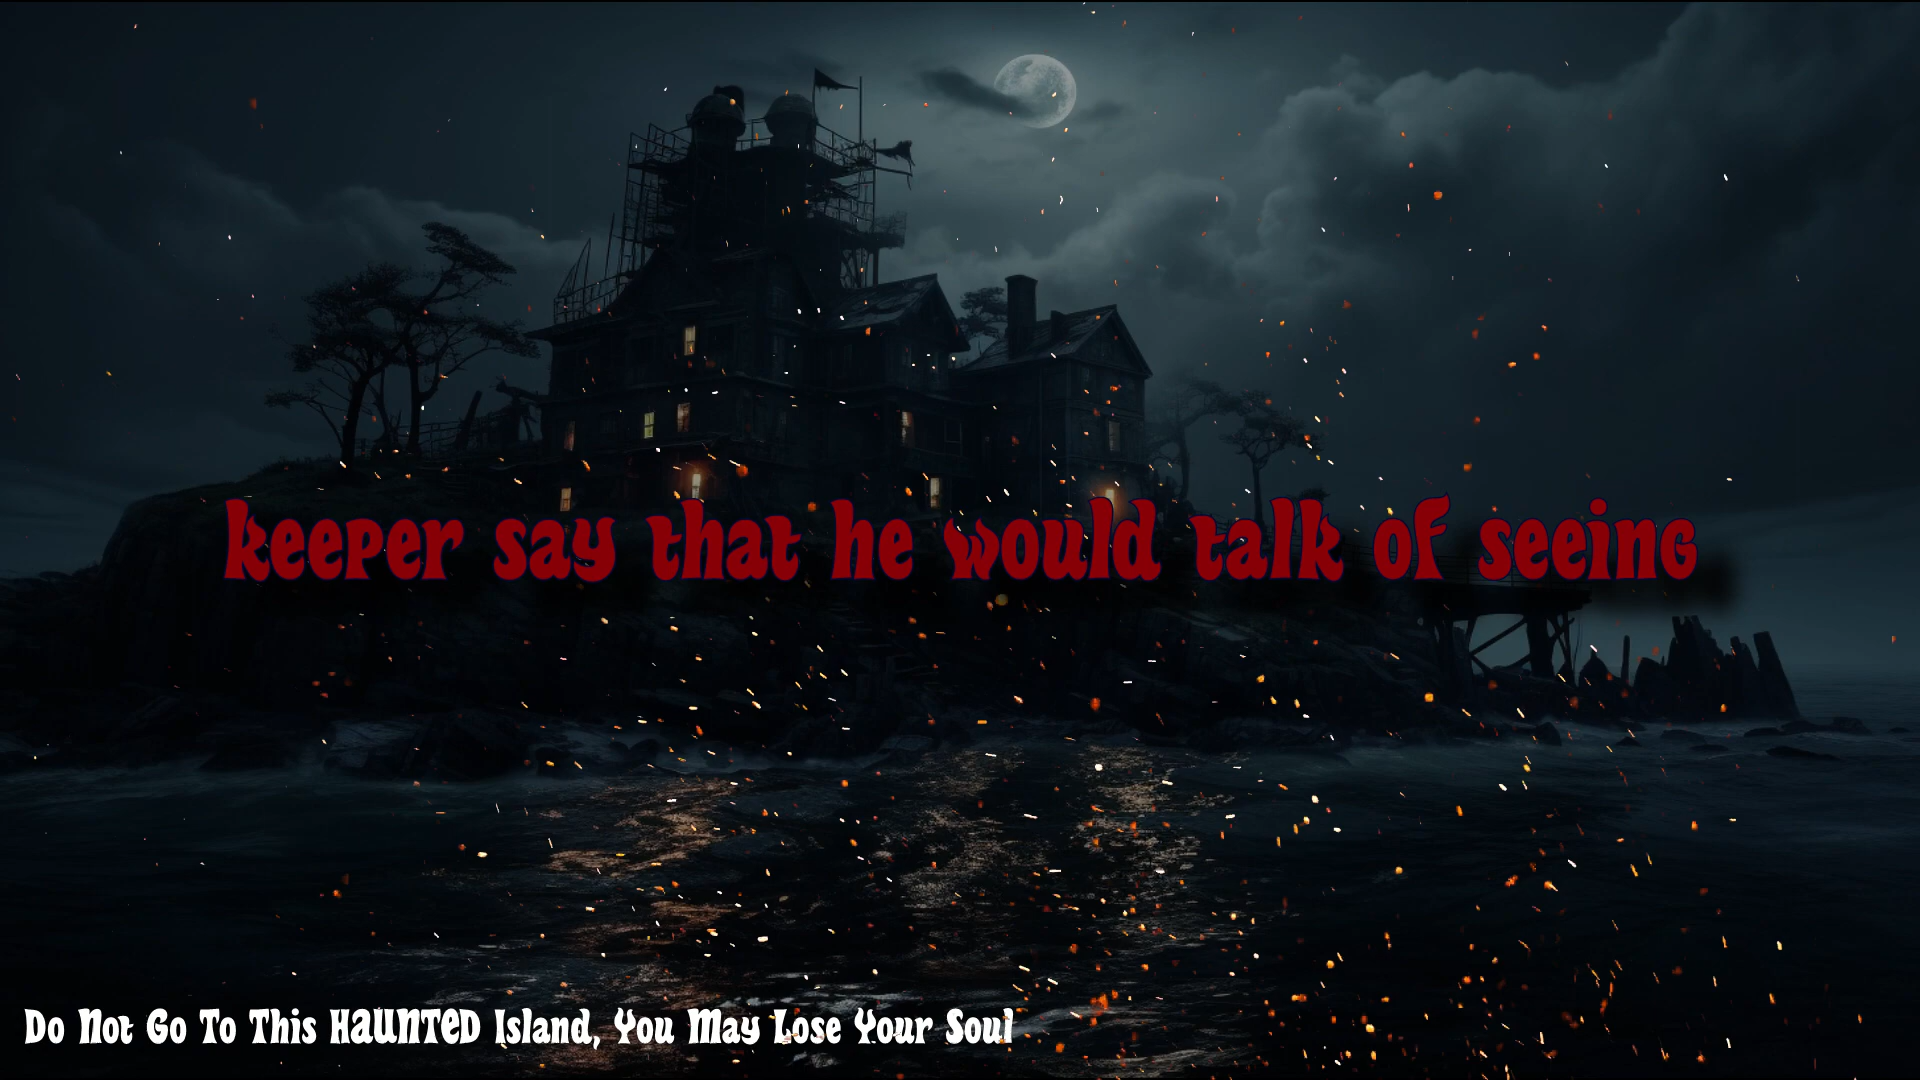 keeper say that he would talk of seeing
Do Not Go To This HAUNTED Island, You May Lose Your Soul